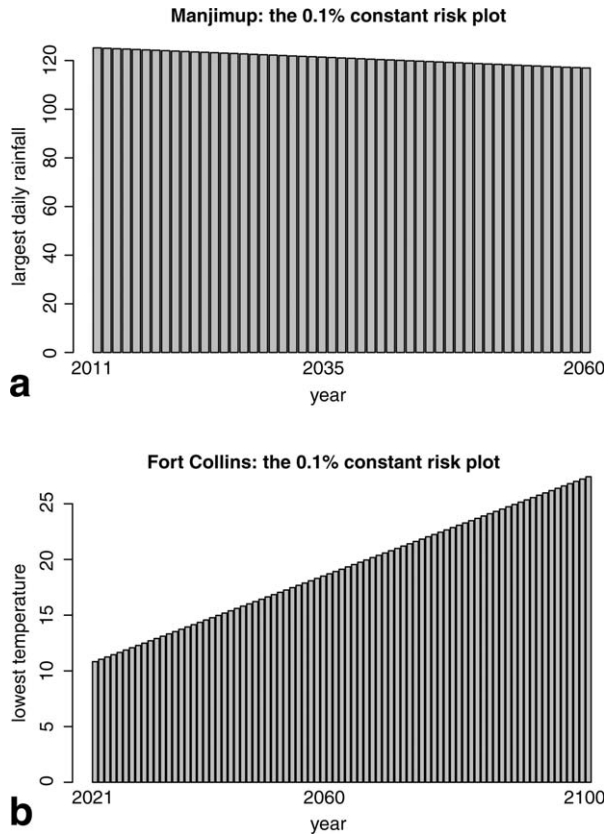 Manjimup: the 0.1% constant risk plot
largest daily rainfall
120
100
80
60
40
20
0
2011 2035 2060
year
a
Fort Collins: the 0.1% constant risk plot
lowest temperature
25
20
15
10
5
0
2021 2060 2100
year
b